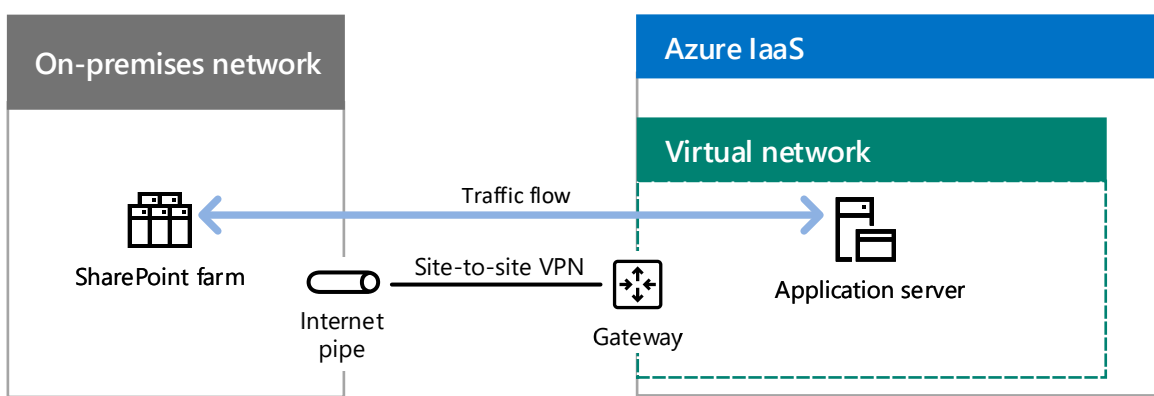 On-premises network
Azure IaaS
Virtual network
Traffic flow
SharePoint farm
Site-to-site VPN
Application server
Internet
pipe
Gateway